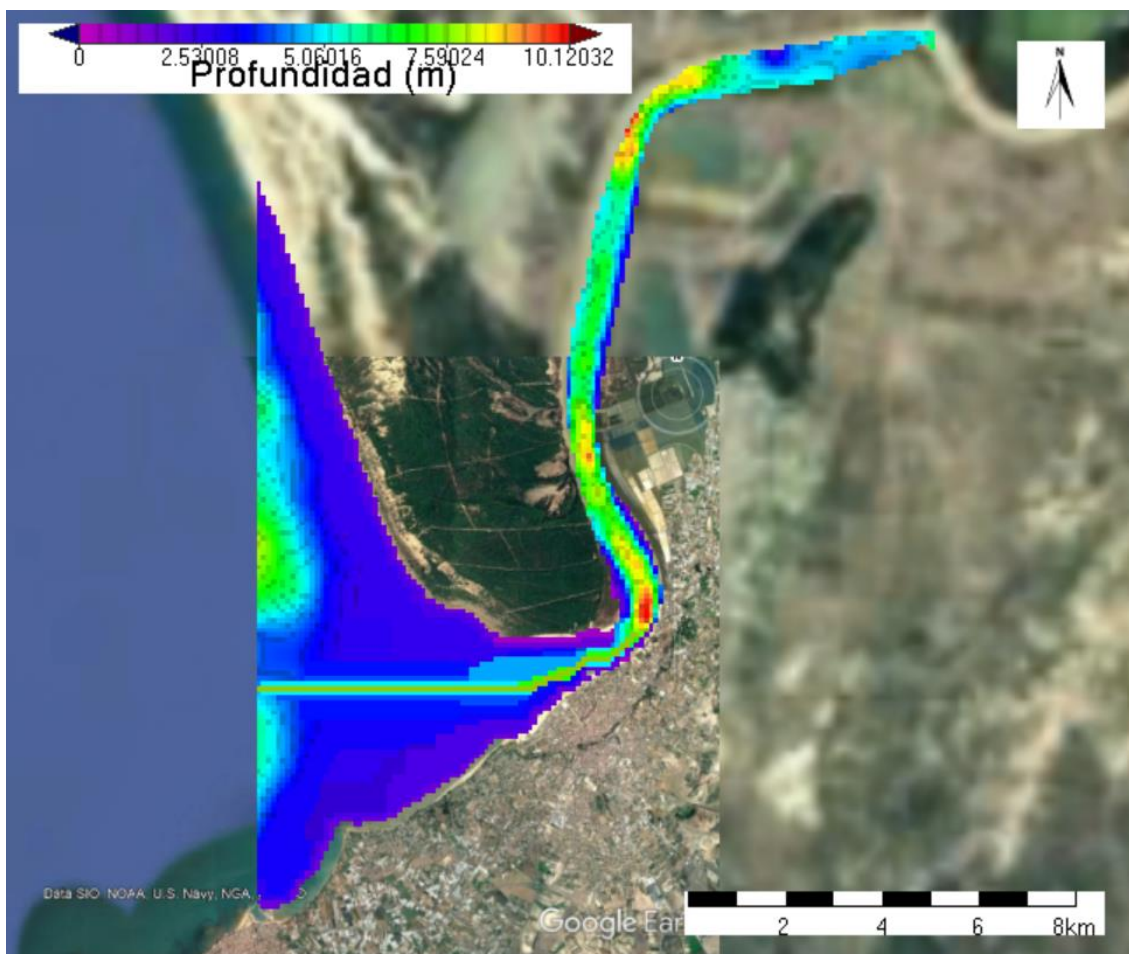 0 2.53008 5.06016 7.59024 10.12032
Profundidad (m)
N
Data SIO, NOAA, U.S. Navy, NGA,
Google Ear
2 4 6 8km